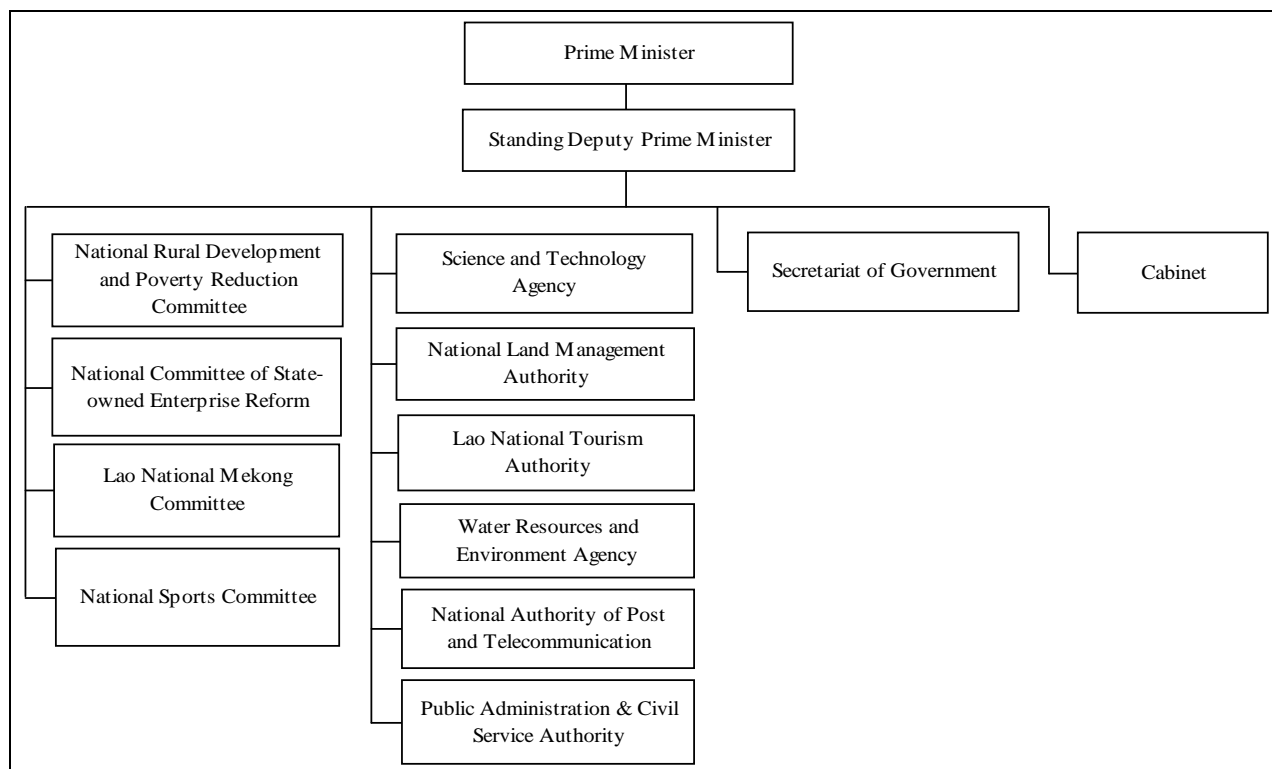 Prime Minister
Standing Deputy Prime Minister
National Rural Development
and Poverty Reduction
Committee
National Committee of State-
owned Enterprise Reform
Lao National Mekong
Committee
National Sports Committee
Science and Technology
Agency
National Land Management
Authority
Lao National Tourism
Authority
Water Resources and
Environment Agency
National Authority of Post
and Telecommunication
Public Administration & Civil
Service Authority
Secretariat of Government
Cabinet